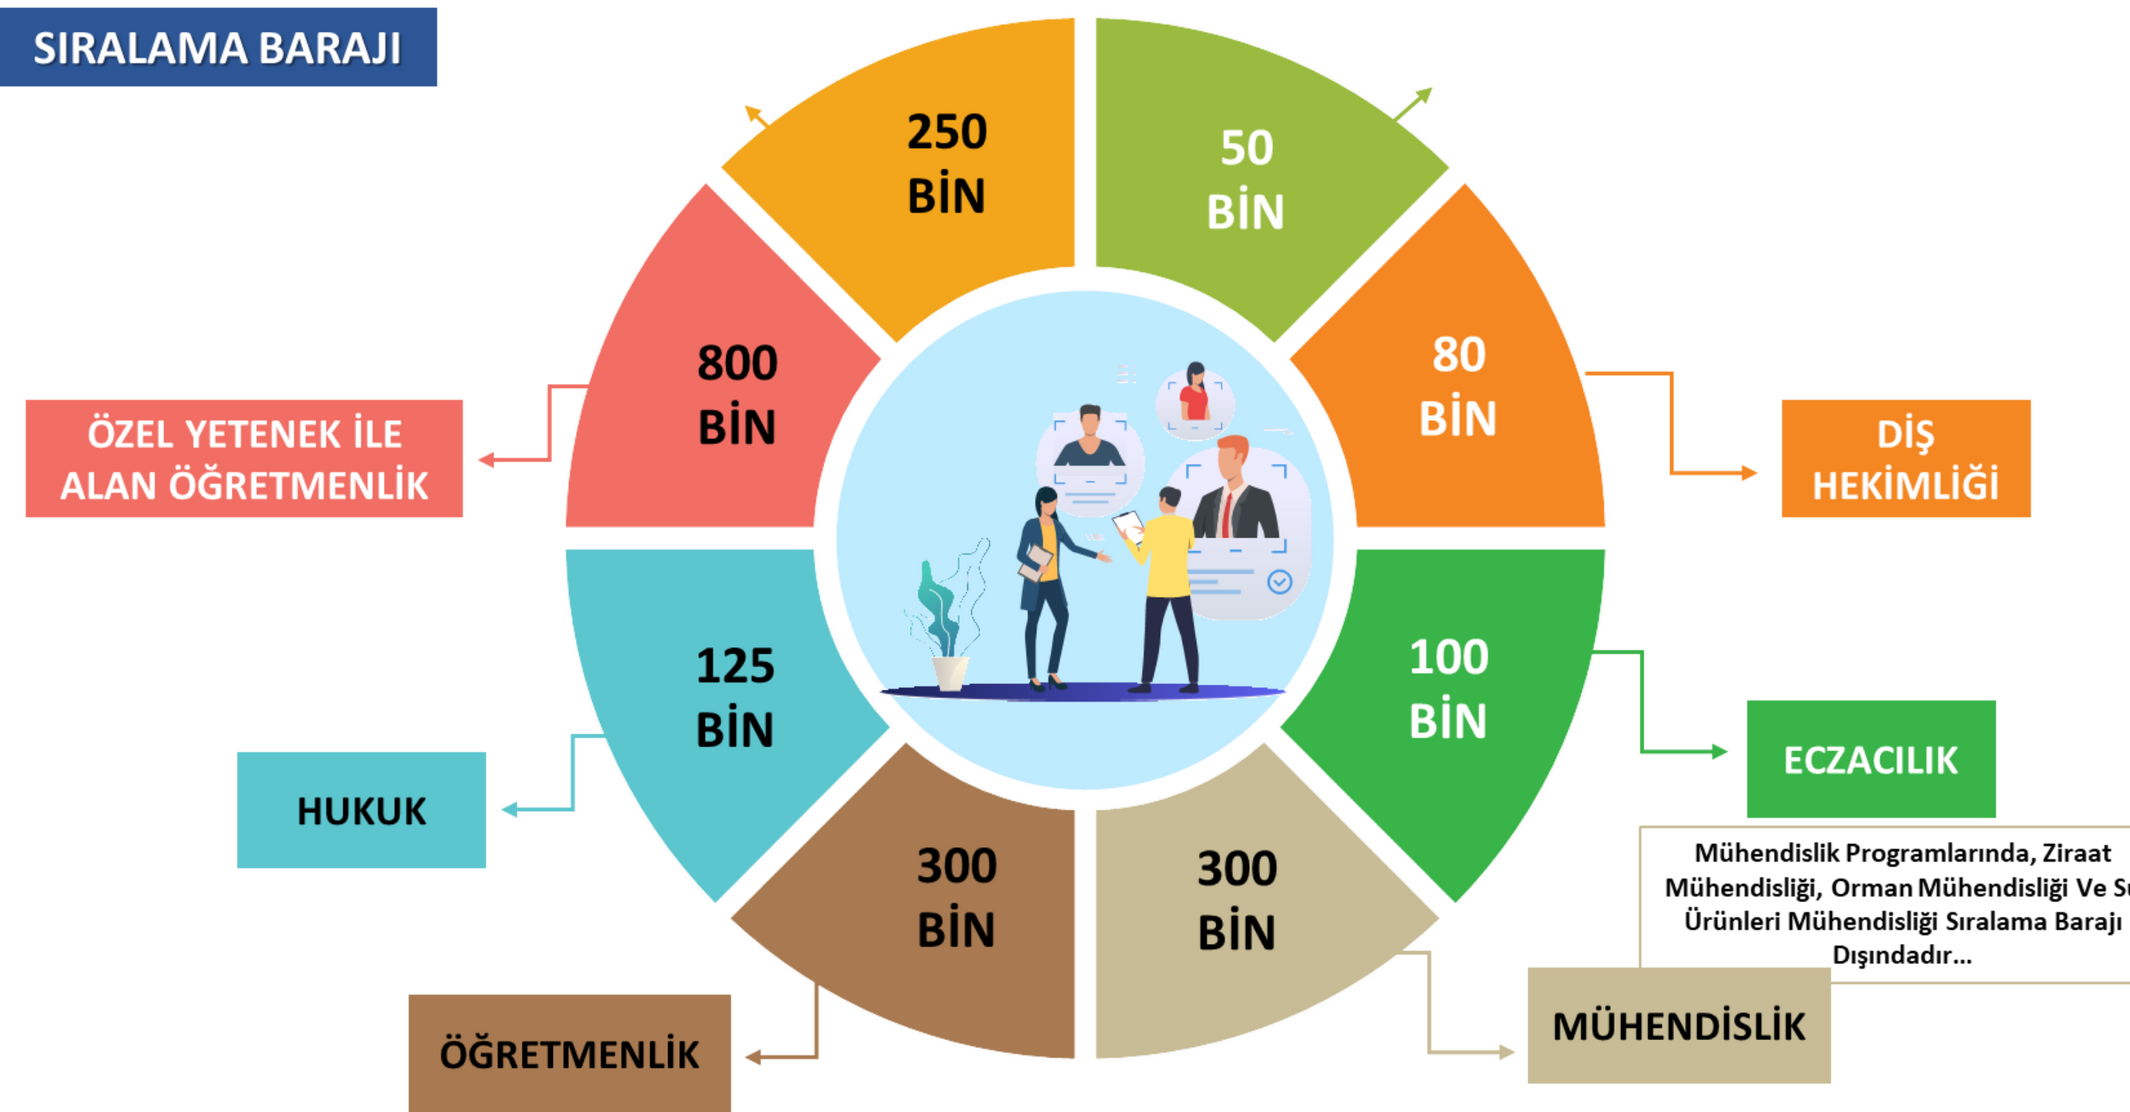 SIRALAMA BARAJI
250
BİN
50
BİN
800
BİN
80
BİN
ÖZEL YETENEK İLE
ALAN ÖĞRETMENLİK
DİŞ
HEKİMLİĞİ
125
BİN
100
BİN
HUKUK
ECZACILIK
300
BİN
300
BİN
Mühendislik Programlarında, Ziraat
Mühendisliği, Orman Mühendisliği Ve
Ürünleri Mühendisliği Sıralama Barajı
Dışındadır...
ÖĞRETMENLİK
MÜHENDİSLİK